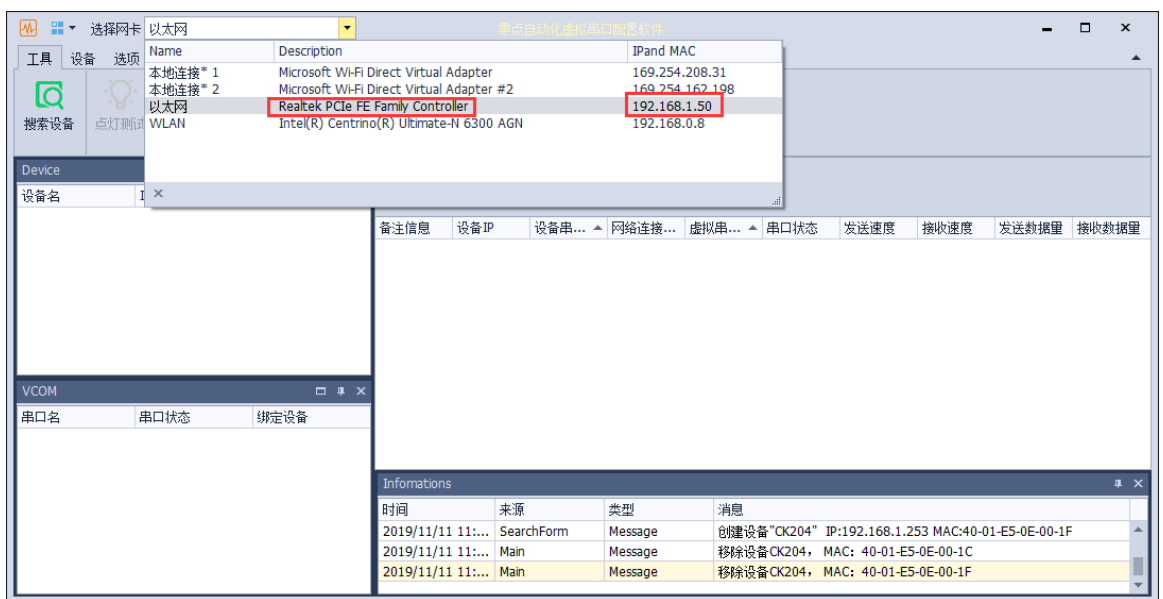 选择网卡 以太网 零点自动化虚拟串口配置软件
工具 设备 选项
Name Description IPand MAC
本地连接* 1 Microsoft Wi-Fi Direct Virtual Adapter 169.254.208.31
本地连接* 2 Microsoft Wi-Fi Direct Virtual Adapter #2 169.254.162.198
以太网 Realtek PCIe FE Family Controller 192.168.1.50
WLAN Intel(R) Centrino(R) Ultimate-N 6300 AGN 192.168.0.8
搜索设备 点灯测试
Device
设备名 I
备注信息 设备IP 设备串... 网络连接... 虚拟串... 串口状态 发送速度 接收速度 发送数据量 接收数据量
VCOM
串口名 串口状态 绑定设备
Infomations
时间 来源 类型 消息
2019/11/11 11:... SearchForm Message 创建设备"CK204" IP:192.168.1.253 MAC:40-01-E5-0E-00-1F
2019/11/11 11:... Main Message 移除设备CK204, MAC: 40-01-E5-0E-00-1C
2019/11/11 11:... Main Message 移除设备CK204, MAC: 40-01-E5-0E-00-1F